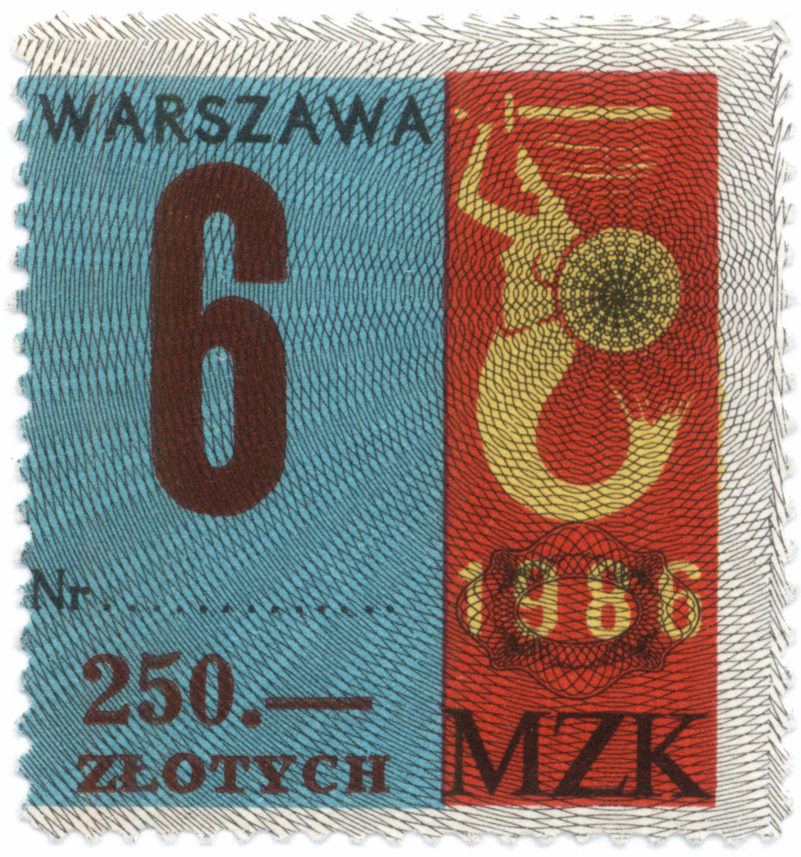 WARSZAWA
6
Nr..............
250.—
ZŁOTYCH
1986
MZK